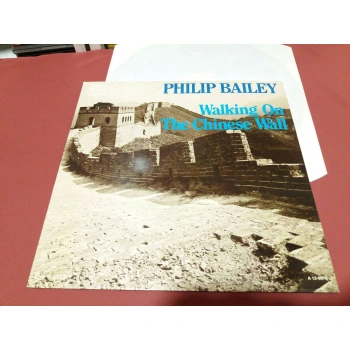 PHILIP BAILEY
Walking On
The Chinese Wall